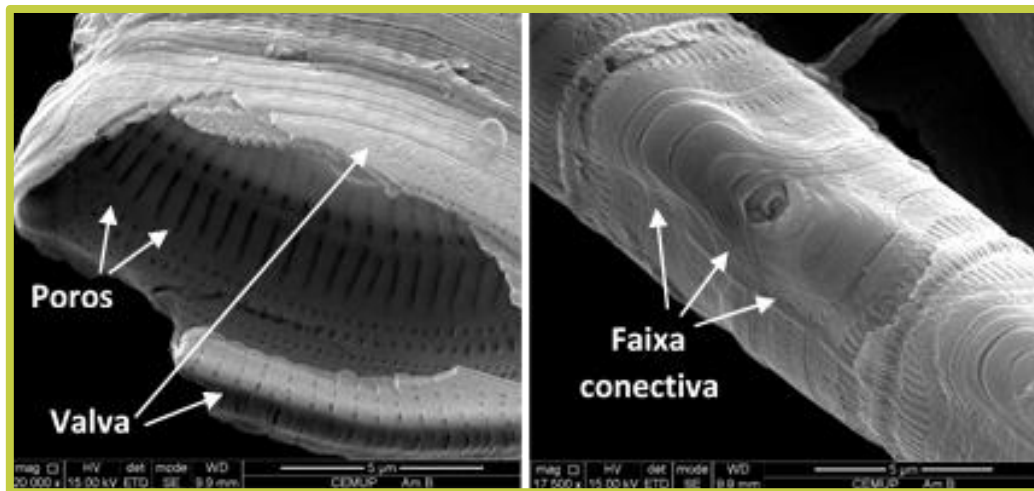 Poros
Valva
mag □ HV det mode WD 5 µm
20 000 x 15.00 kV ETD SE 9.9 mm CEMUP Am B
Faixa
conectiva
mag □ HV det mode WD 5 µm
17 500 x 15.00 kV ETD SE 9.9 mm CEMUP Am B